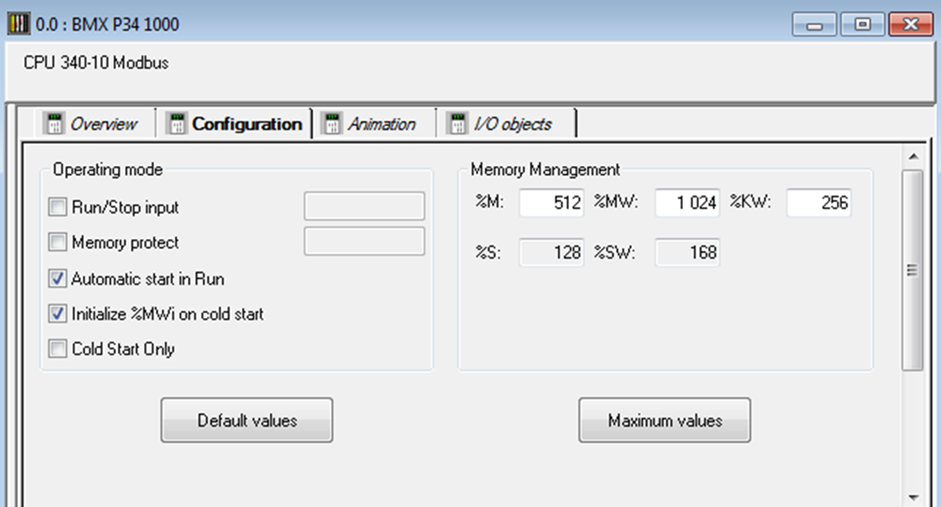 0.0 : BMX P34 1000
CPU 340-10 Modbus
Overview Configuration Animation I/O objects
Operating mode
Run/Stop input
Memory protect
Automatic start in Run
Initialize %MWi on cold start
Cold Start Only
Default values
Memory Management
%M: 512 %MW: 1 024 %KW: 256
%S: 128 %SW: 168
Maximum values